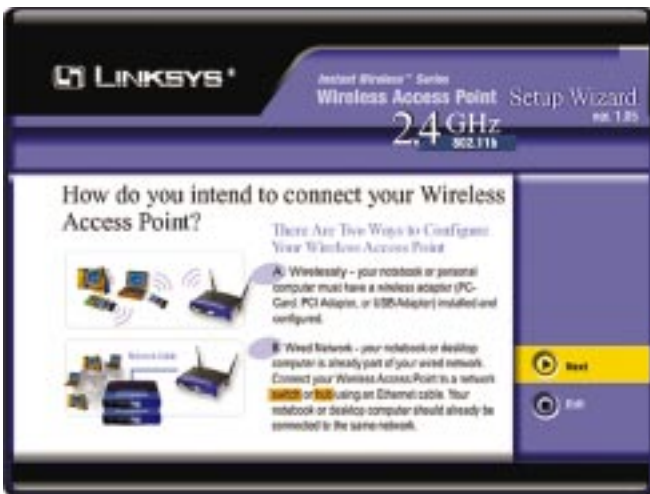 LINKSYS®
Instant Wireless™ Series
Wireless Access Point Setup Wizard
ver. 1.05
2.4 GHz
802.11b
How do you intend to connect your Wireless
Access Point?
There Are Two Ways to Configure
Your Wireless Access Point
A. Wirelessly – your notebook or personal
computer must have a wireless adapter (PC-
Card, PCI Adapter, or USB Adapter) installed and
configured.
Network Cable
B. Wired Network – your notebook or desktop
computer is already part of your wired network.
Connect your Wireless Access Point to a network
switch or hub using an Ethernet cable. Your
notebook or desktop computer should already be
connected to the same network.
Next
Exit